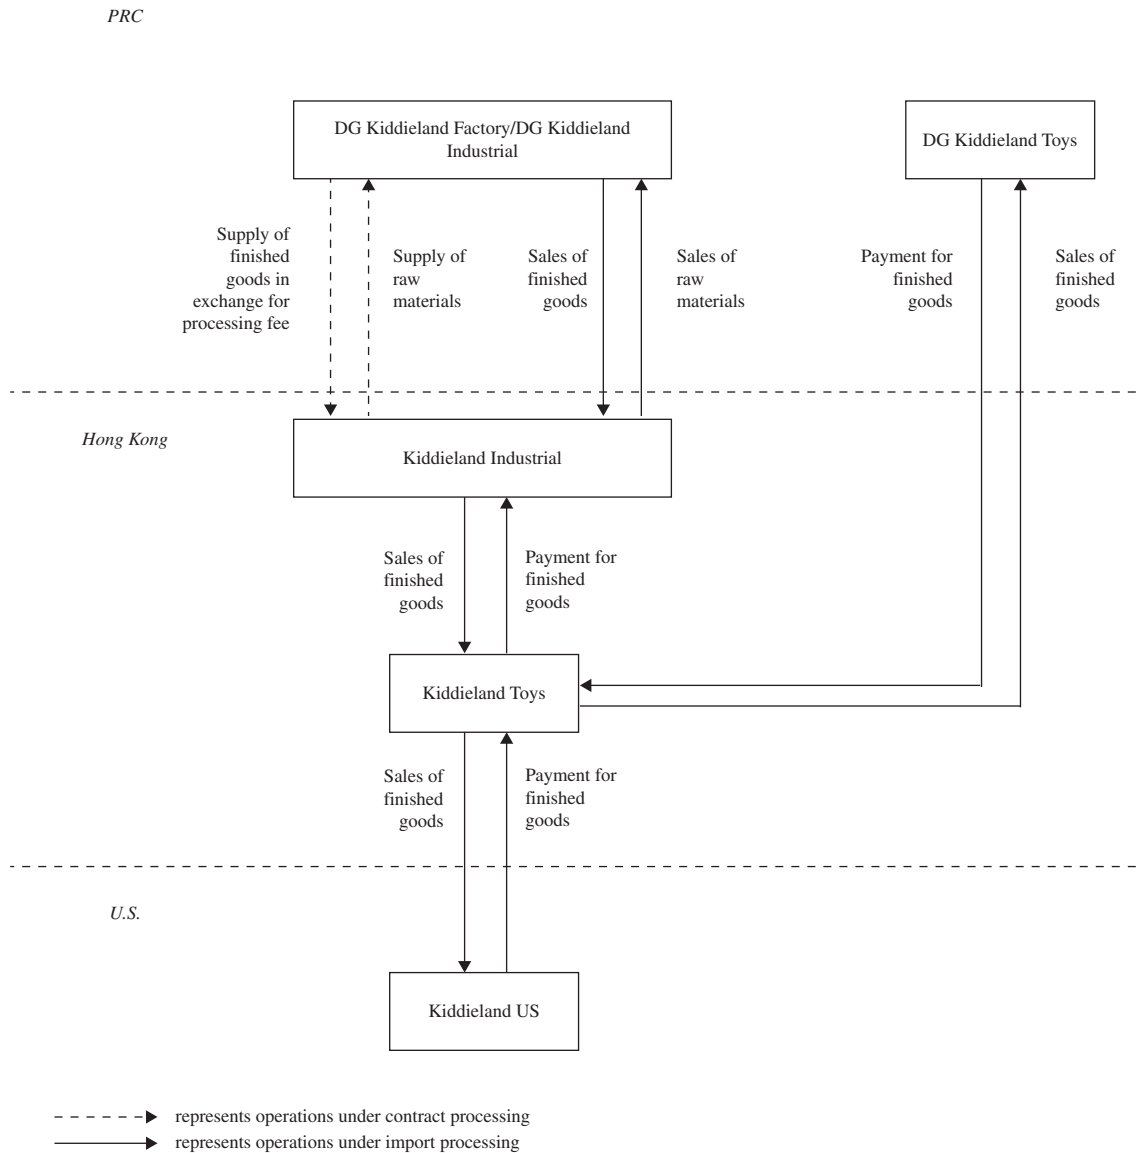 PRC
DG Kiddieland Factory/DG Kiddieland
Industrial
DG Kiddieland Toys
Supply of
finished
goods in
exchange for
processing fee
Supply of
raw
materials
Sales of
finished
goods
Sales of
raw
materials
Payment for
finished
goods
Sales of
finished
goods
Hong Kong
Kiddieland Industrial
Sales of
finished
goods
Payment for
finished
goods
Kiddieland Toys
Sales of
finished
goods
Payment for
finished
goods
U.S.
Kiddieland US
represents operations under contract processing
represents operations under import processing